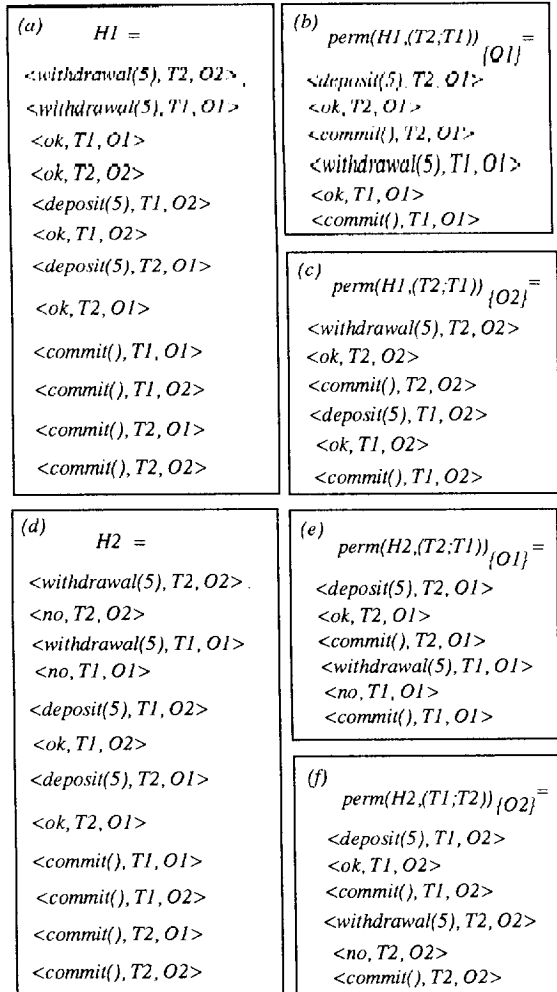 (a)
H1 =
<withdrawal(5), T2, O2>,
<withdrawal(5), T1, O1>
<ok, T1, O1>
<ok, T2, O2>
<deposit(5), T1, O2>
<ok, T1, O2>
<deposit(5), T2, O1>
<ok, T2, O1>
<commit(), T1, O1>
<commit(), T1, O2>
<commit(), T2, O1>
<commit(), T2, O2>
(b)
perm(H1,(T2;T1)){O1}=
<deposit(5), T2, O1>
<ok, T2, O1>
<commit(), T2, O1>
<withdrawal(5), T1, O1>
<ok, T1, O1>
<commit(), T1, O1>
(c)
perm(H1,(T2;T1)){O2}=
<withdrawal(5), T2, O2>
<ok, T2, O2>
<commit(), T2, O2>
<deposit(5), T1, O2>
<ok, T1, O2>
<commit(), T1, O2>
(d)
H2 =
<withdrawal(5), T2, O2>.
<no, T2, O2>
<withdrawal(5), T1, O1>
<no, T1, O1>
<deposit(5), T1, O2>
<ok, T1, O2>
<deposit(5), T2, O1>
<ok, T2, O1>
<commit(), T1, O1>
<commit(), T1, O2>
<commit(), T2, O1>
<commit(), T2, O2>
(e)
perm(H2,(T2;T1)){O1}=
<deposit(5), T2, O1>
<ok, T2, O1>
<commit(), T2, O1>
<withdrawal(5), T1, O1>
<no, T1, O1>
<commit(), T1, O1>
(f)
perm(H2,(T1;T2)){O2}=
<deposit(5), T1, O2>
<ok, T1, O2>
<commit(), T1, O2>
<withdrawal(5), T2, O2>
<no, T2, O2>
<commit(), T2, O2>